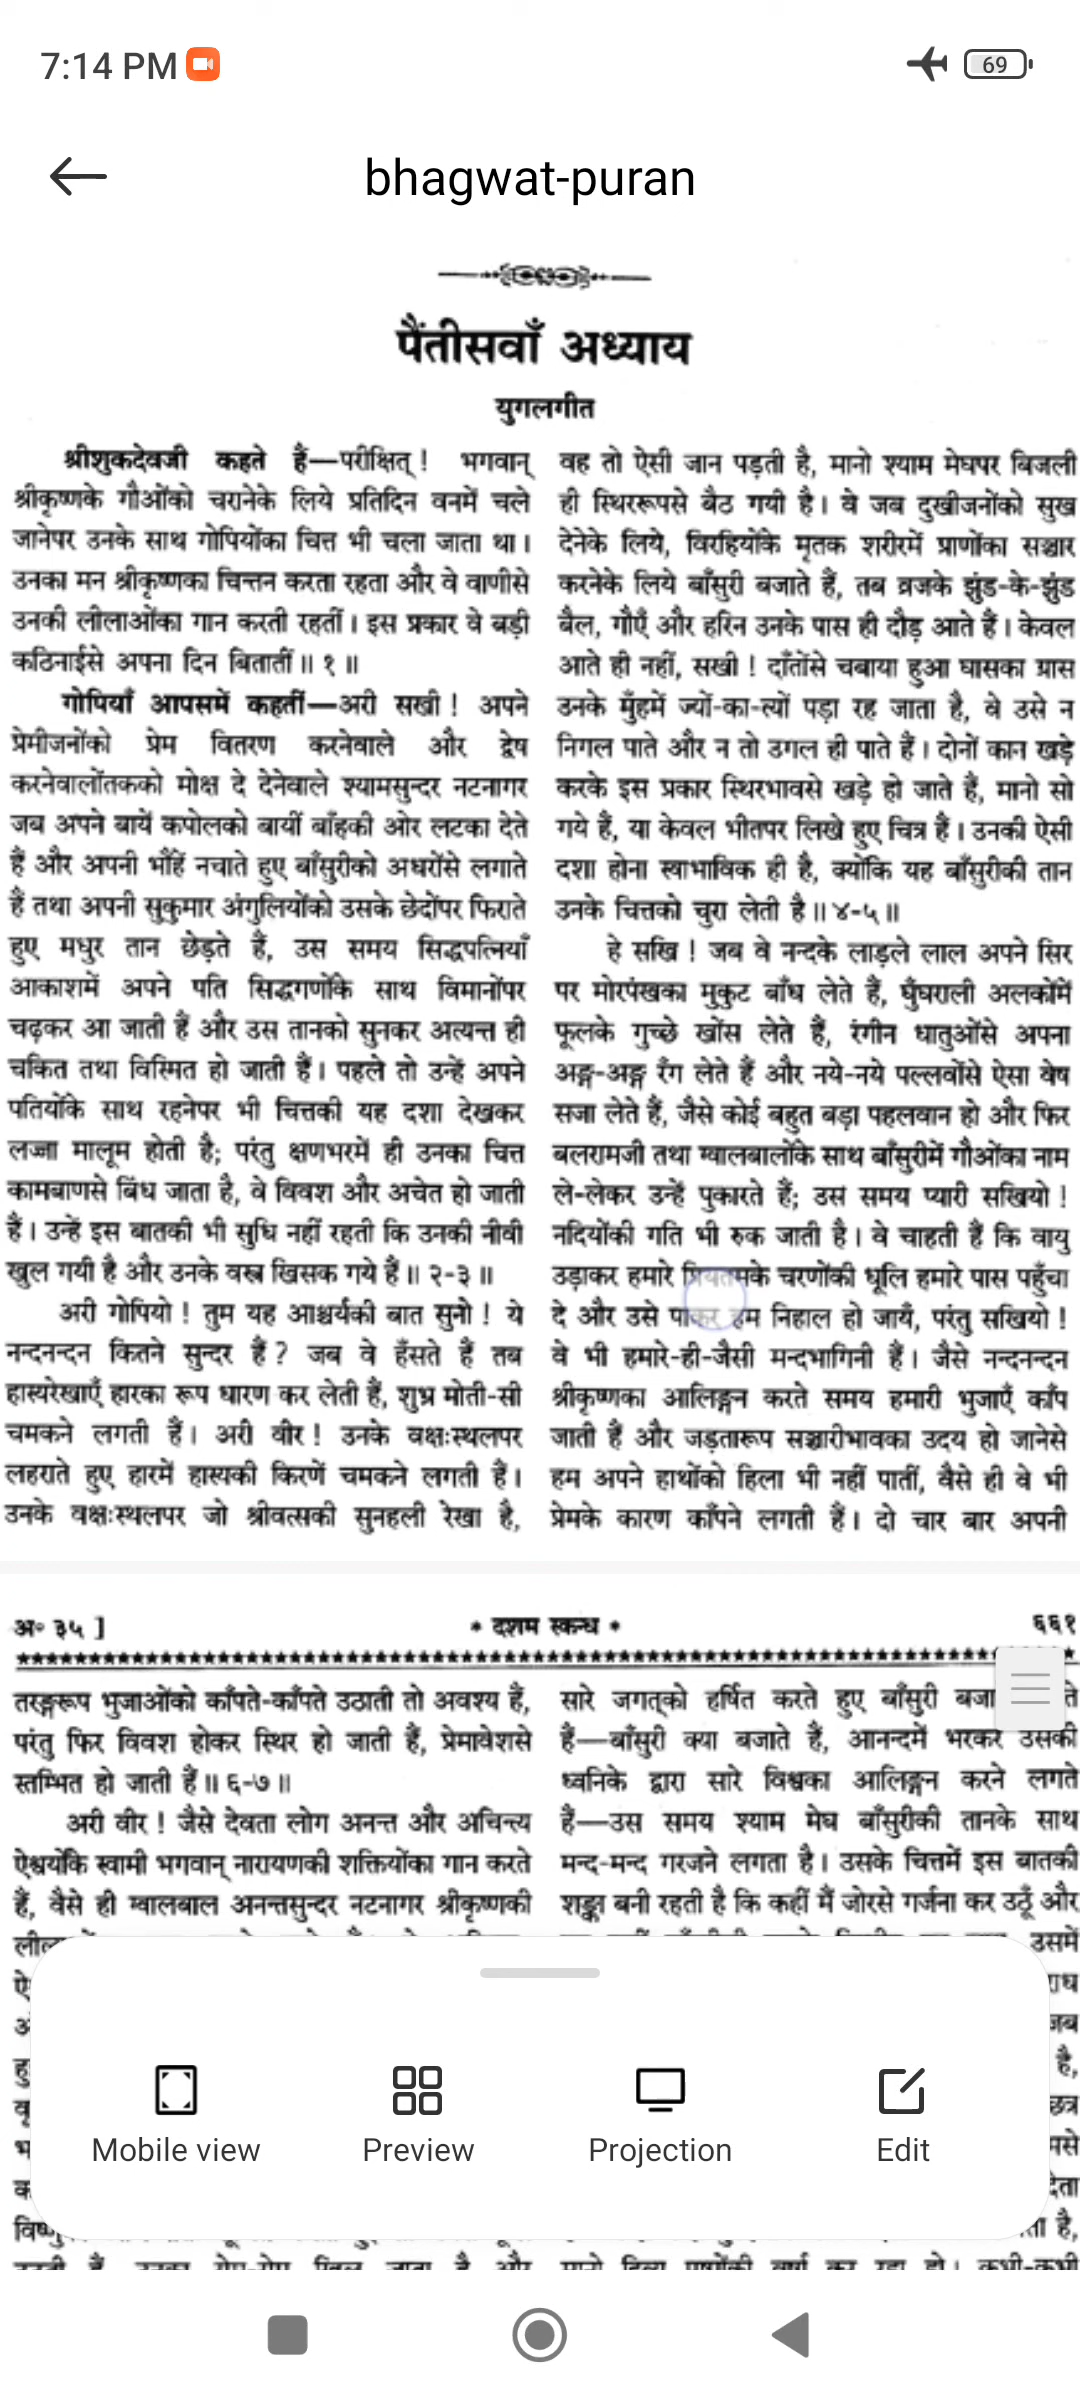 7:14 PM
69
bhagwat-puran
पैंतीसवाँ अध्याय
युगलगीत
श्रीशुकदेवजी कहते हैं—परीक्षित् ! भगवान्
श्रीकृष्णके गौओंको चरानेके लिये प्रतिदिन वनमें चले
जानेपर उनके साथ गोपियोंका चित्त भी चला जाता था।
उनका मन श्रीकृष्णका चिन्तन करता रहता और वे वाणीसे
उनकी लीलाओंका गान करती रहतीं। इस प्रकार वे बड़ी
कठिनाईसे अपना दिन बितातीं॥ १ ॥
गोपियाँ आपसमें कहतीं—अरी सखी! अपने
प्रेमीजनोंको प्रेम वितरण करनेवाले और द्वेष
करनेवालोंतकको मोक्ष दे देनेवाले श्यामसुन्दर नटनागर
जब अपने बायें कपोलको बायीं बाँहकी ओर लटका देते
हैं और अपनी भौंहें नचाते हुए बाँसुरीको अधरोंसे लगाते
हैं तथा अपनी सुकुमार अंगुलियोंको उसके छेदोंपर फिराते
हुए मधुर तान छेड़ते हैं, उस समय सिद्धपत्नियाँ
आकाशमें अपने पति सिद्धगणोंके साथ विमानोंपर
चढ़कर आ जाती हैं और उस तानको सुनकर अत्यन्त ही
चकित तथा विस्मित हो जाती हैं। पहले तो उन्हें अपने
पतियोंके साथ रहनेपर भी चित्तकी यह दशा देखकर
लज्जा मालूम होती है; परंतु क्षणभरमें ही उनका चित्त
कामबाणसे बिंध जाता है, वे विवश और अचेत हो जाती
हैं। उन्हें इस बातकी भी सुधि नहीं रहती कि उनकी नीवी
खुल गयी है और उनके वस्त्र खिसक गये हैं॥ २-३ ॥
अरी गोपियो! तुम यह आश्चर्यकी बात सुनो! ये
नन्दनन्दन कितने सुन्दर हैं? जब वे हँसते हैं तब
हास्यरेखाएँ हारका रूप धारण कर लेती हैं, शुभ्र मोती-सी
चमकने लगती हैं। अरी वीर! उनके वक्षःस्थलपर
लहराते हुए हारमें हास्यकी किरणें चमकने लगती हैं।
उनके वक्षःस्थलपर जो श्रीवत्सकी सुनहली रेखा है,
वह तो ऐसी जान पड़ती है, मानो श्याम मेघपर बिजली
ही स्थिररूपसे बैठ गयी है। वे जब दुखीजनोंको सुख
देनेके लिये, विरहियोंके मृतक शरीरमें प्राणोंका सञ्चार
करनेके लिये बाँसुरी बजाते हैं, तब व्रजके झुंड-के-झुंड
बैल, गौएँ और हरिन उनके पास ही दौड़ आते हैं। केवल
आते ही नहीं, सखी! दाँतोंसे चबाया हुआ घासका ग्रास
उनके मुँहमें ज्यों-का-त्यों पड़ा रह जाता है, वे उसे न
निगल पाते और न तो उगल ही पाते हैं। दोनों कान खड़े
करके इस प्रकार स्थिरभावसे खड़े हो जाते हैं, मानो सो
गये हैं, या केवल भीतपर लिखे हुए चित्र हैं। उनकी ऐसी
दशा होना स्वाभाविक ही है, क्योंकि यह बाँसुरीकी तान
उनके चित्तको चुरा लेती है॥ ४-५ ॥
हे सखि! जब वे नन्दके लाड़ले लाल अपने सिर
पर मोरपंखका मुकुट बाँध लेते हैं, घुँघराली अलकोंमें
फूलके गुच्छे खोंस लेते हैं, रंगीन धातुओंसे अपना
अङ्ग-अङ्ग रँग लेते हैं और नये-नये पल्लवोंसे ऐसा वेष
सजा लेते हैं, जैसे कोई बहुत बड़ा पहलवान हो और फिर
बलरामजी तथा ग्वालबालोंके साथ बाँसुरीमें गौओंका नाम
ले-लेकर उन्हें पुकारते हैं; उस समय प्यारी सखियो!
नदियोंकी गति भी रुक जाती है। वे चाहती हैं कि वायु
उड़ाकर हमारे प्रियतमके चरणोंकी धूलि हमारे पास पहुँचा
दे और उसे पाकर हम निहाल हो जायँ, परंतु सखियो!
वे भी हमारे-ही-जैसी मन्दभागिनी हैं। जैसे नन्दनन्दन
श्रीकृष्णका आलिङ्गन करते समय हमारी भुजाएँ काँप
जाती हैं और जड़तारूप सञ्चारीभावका उदय हो जानेसे
हम अपने हाथोंको हिला भी नहीं पातीं, वैसे ही वे भी
प्रेमके कारण काँपने लगती हैं। दो चार बार अपनी
अ॰ ३५ ]
* दशम स्कन्ध *
६६१
तरङ्गरूप भुजाओंको काँपते-काँपते उठाती तो अवश्य हैं,
परंतु फिर विवश होकर स्थिर हो जाती हैं, प्रेमावेशसे
स्तम्भित हो जाती हैं॥ ६-७ ॥
अरी वीर! जैसे देवता लोग अनन्त और अचिन्त्य
ऐश्वर्योंके स्वामी भगवान् नारायणकी शक्तियोंका गान करते
हैं, वैसे ही ग्वालबाल अनन्तसुन्दर नटनागर श्रीकृष्णकी
सारे जगत्को हर्षित करते हुए बाँसुरी
हैं—बाँसुरी क्या बजाते हैं, आनन्दमें भरकर उसकी
ध्वनिके द्वारा सारे विश्वका आलिङ्गन करने लगते
हैं—उस समय श्याम मेघ बाँसुरीकी तानके साथ
मन्द-मन्द गरजने लगता है। उसके चित्तमें इस बातकी
शङ्का बनी रहती है कि कहीं मैं जोरसे गर्जना कर उठूँ और
उसमें
Mobile view
Preview
Projection
Edit